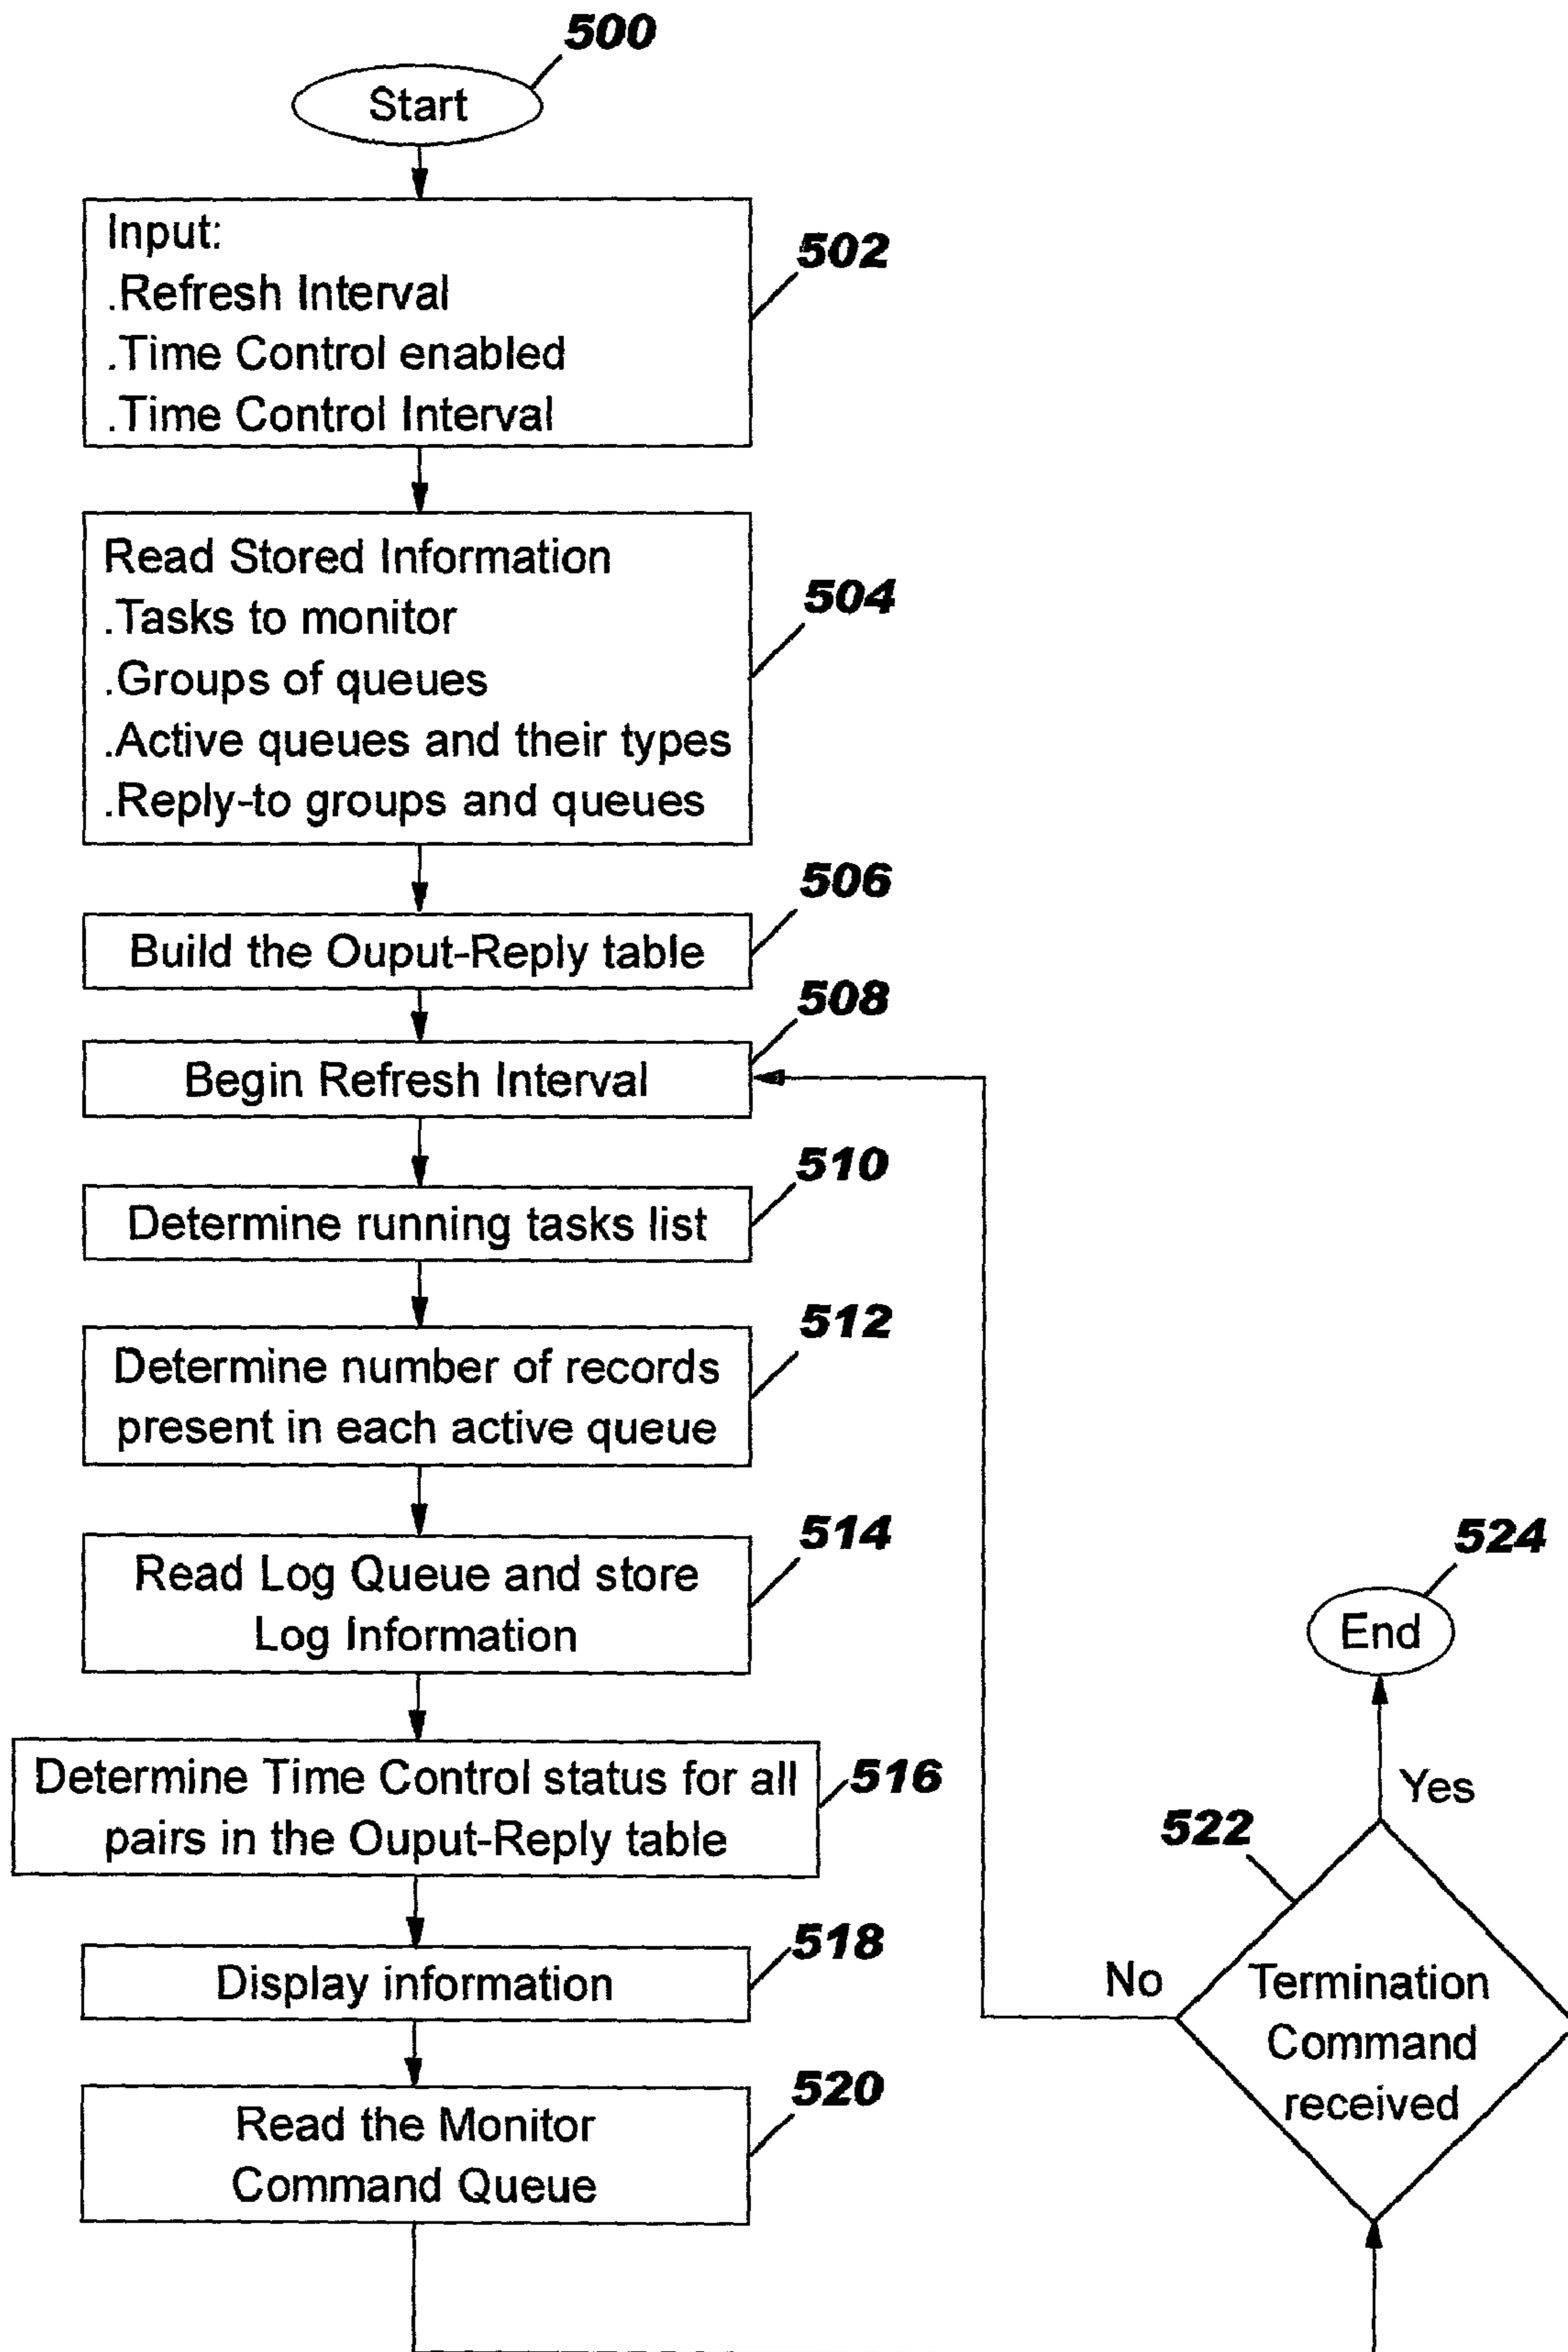 500
Start
Input:
.Refresh Interval
.Time Control enabled
.Time Control Interval
502
Read Stored Information
.Tasks to monitor
.Groups of queues
.Active queues and their types
.Reply-to groups and queues
504
506
Build the Ouput-Reply table
508
Begin Refresh Interval
510
Determine running tasks list
512
Determine number of records
present in each active queue
514
Read Log Queue and store
Log Information
516
Determine Time Control status for all
pairs in the Ouput-Reply table
518
Display information
520
Read the Monitor
Command Queue
524
End
Yes
522
No
Termination
Command
received